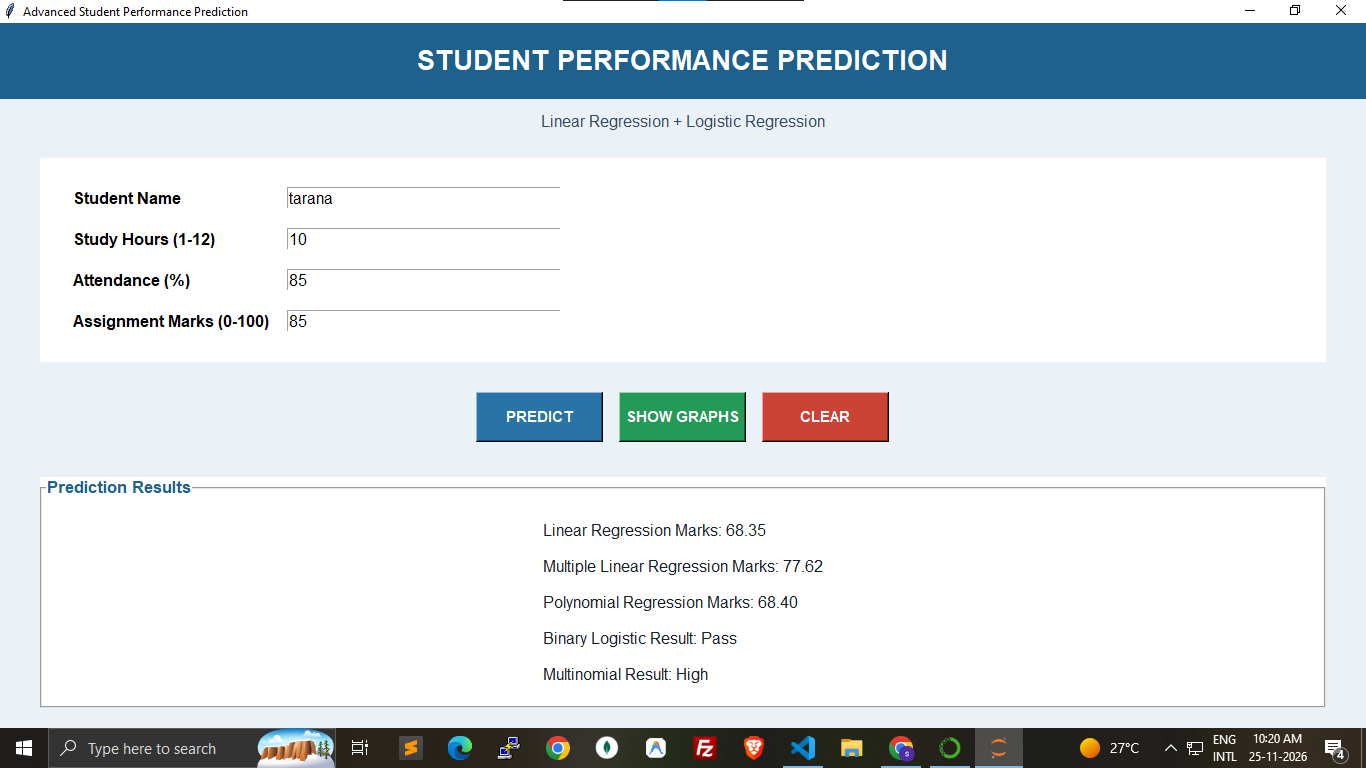 Advanced Student Performance Prediction
STUDENT PERFORMANCE PREDICTION
Linear Regression + Logistic Regression
Student Name tarana
Study Hours (1-12) 10
Attendance (%) 85
Assignment Marks (0-100) 85
PREDICT SHOW GRAPHS CLEAR
Prediction Results
Linear Regression Marks: 68.35
Multiple Linear Regression Marks: 77.62
Polynomial Regression Marks: 68.40
Binary Logistic Result: Pass
Multinomial Result: High
Type here to search
27°C
ENG
INTL
10:20 AM
25-11-2026
4